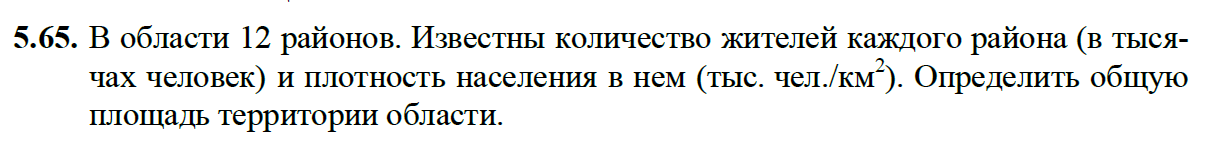 5.65. В области 12 районов. Известны количество жителей каждого района (в тыся-
чах человек) и плотность населения в нем (тыс. чел./км²). Определить общую
площадь территории области.